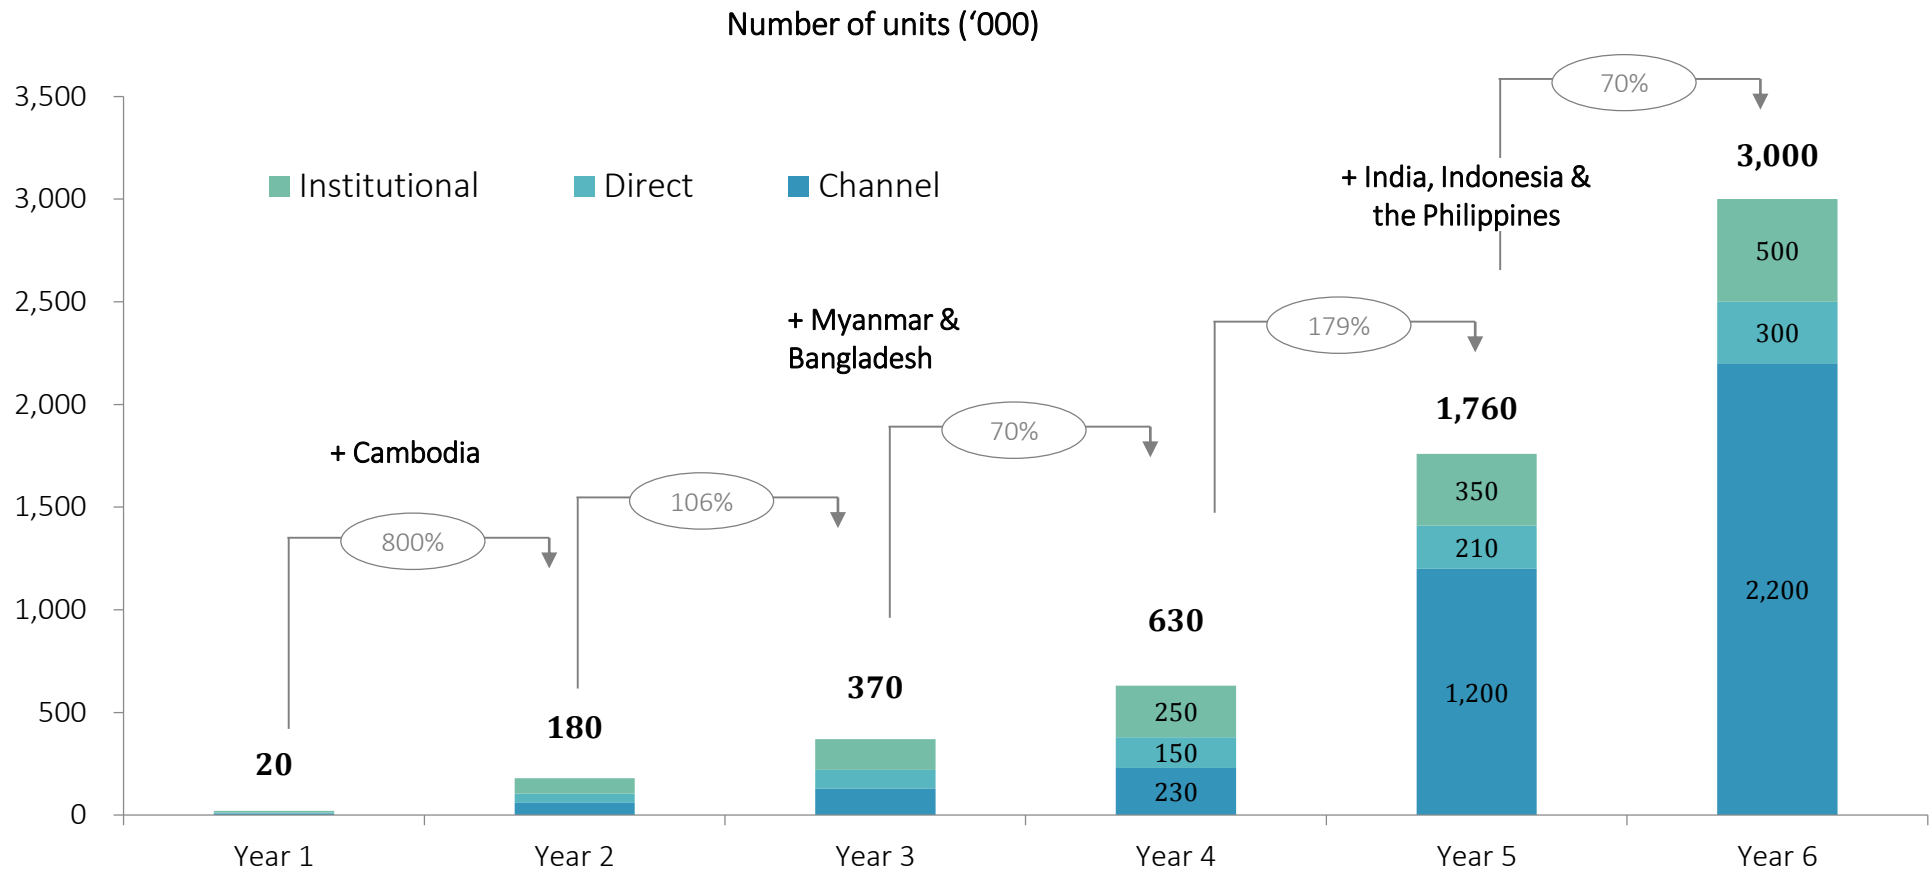 Number of units (‘000)
70%
3,500
3,000
+ India, Indonesia &
the Philippines
Institutional
Direct
Channel
3,000
500
2,500
+ Myanmar &
Bangladesh
179%
300
2,000
1,760
70%
+ Cambodia
106%
350
1,500
800%
210
2,200
1,000
630
370
1,200
500
180
250
20
150
230
0
Year 1
Year 2
Year 3
Year 4
Year 5
Year 6